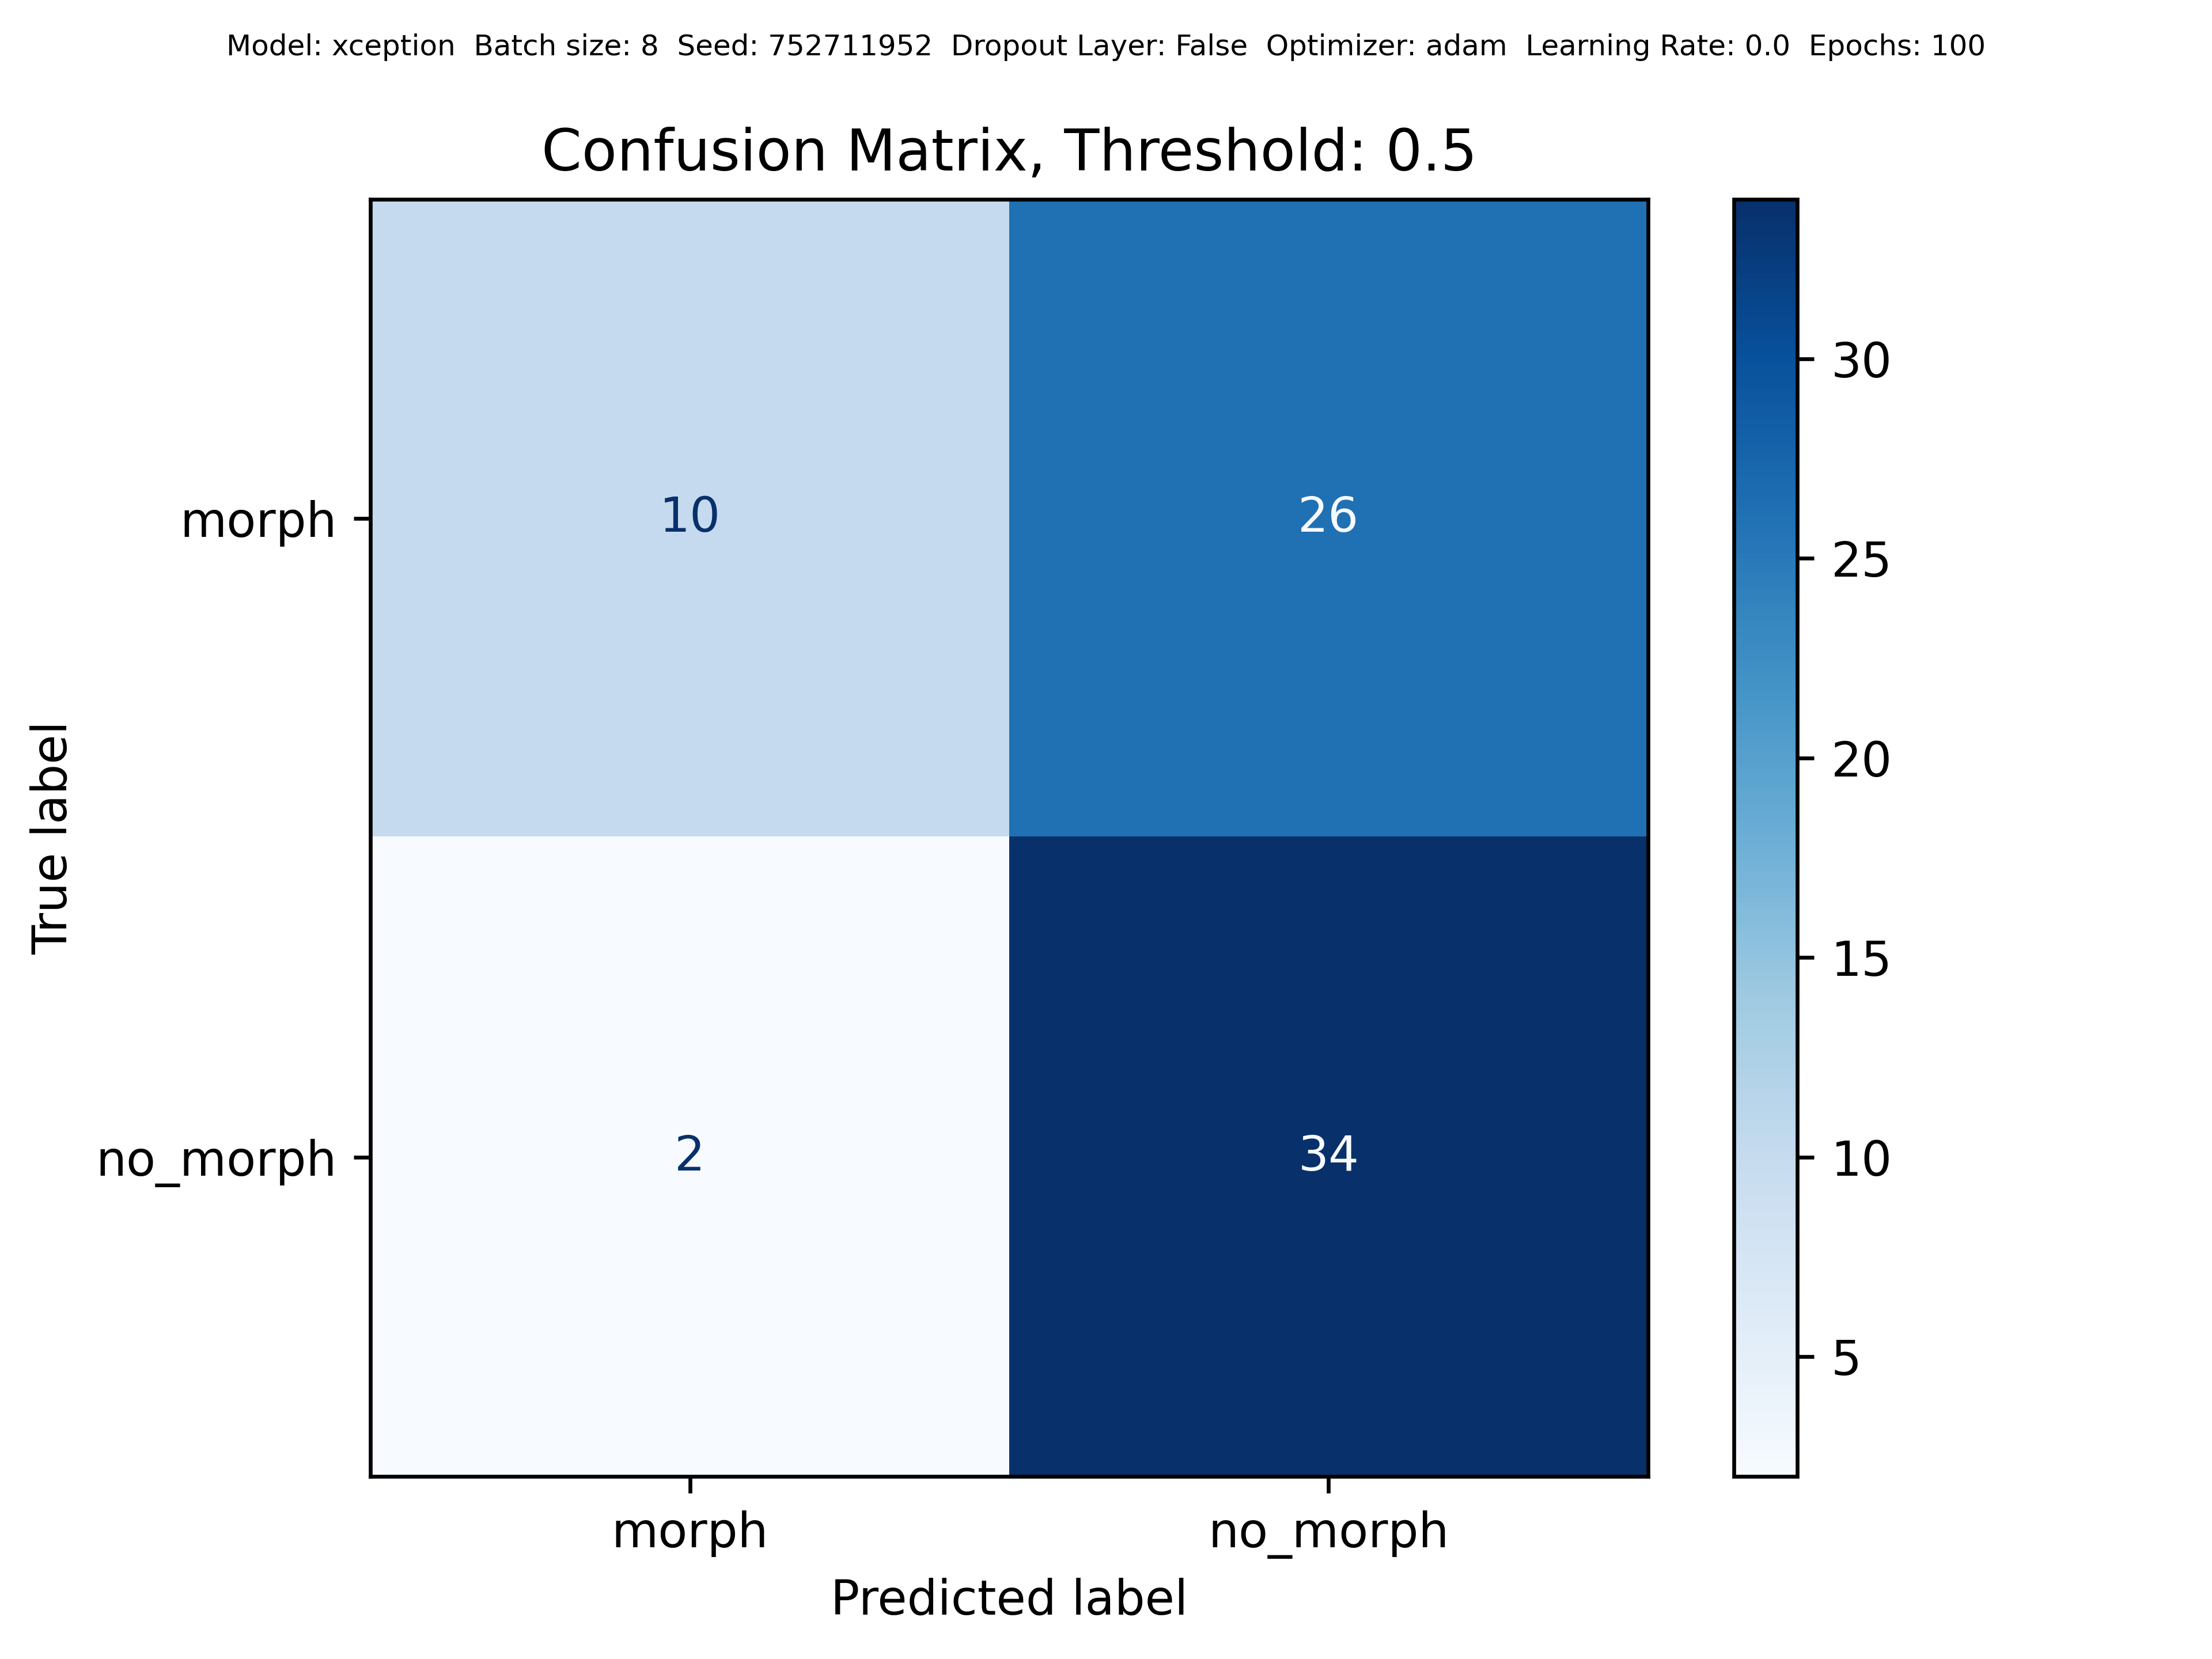 Model: xception  Batch size: 8  Seed: 752711952  Dropout Layer: False  Optimizer: adam  Learning Rate: 0.0  Epochs: 100
Confusion Matrix, Threshold: 0.5
morph
10
26
no_morph
2
34
True label
morph
no_morph
Predicted label
30
25
20
15
10
5